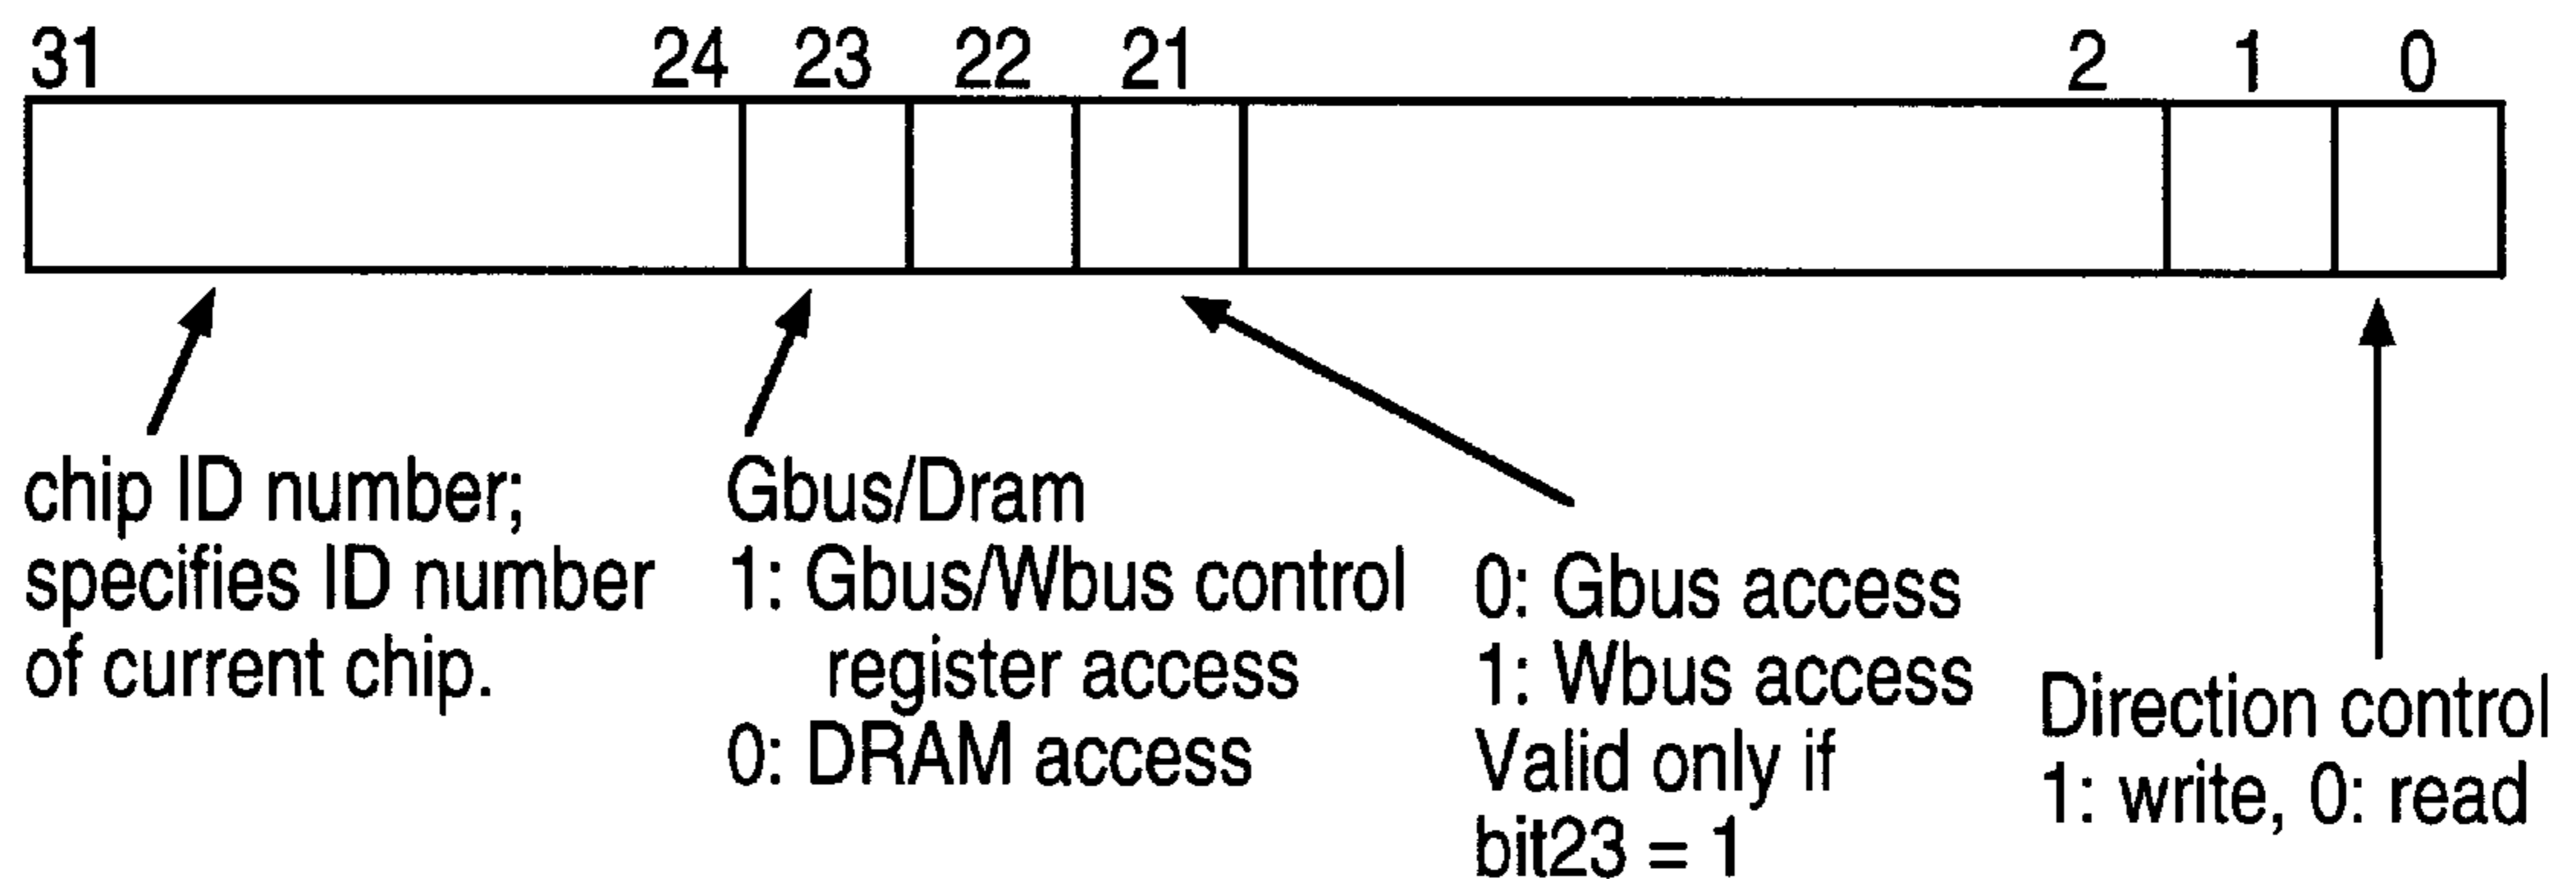 31 24 23 22 21 2 1 0
chip ID number;
specifies ID number
of current chip.
Gbus/Dram
1: Gbus/Wbus control
register access
0: DRAM access
0: Gbus access
1: Wbus access
Valid only if
bit23 = 1
Direction control
1: write, 0: read